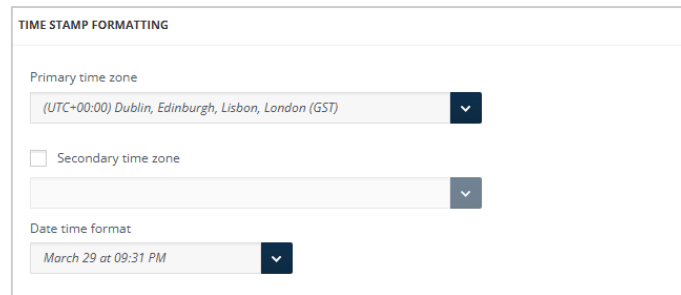 TIME STAMP FORMATTING
Primary time zone
(UTC+00:00) Dublin, Edinburgh, Lisbon, London (GST)
Secondary time zone
Date time format
March 29 at 09:31 PM